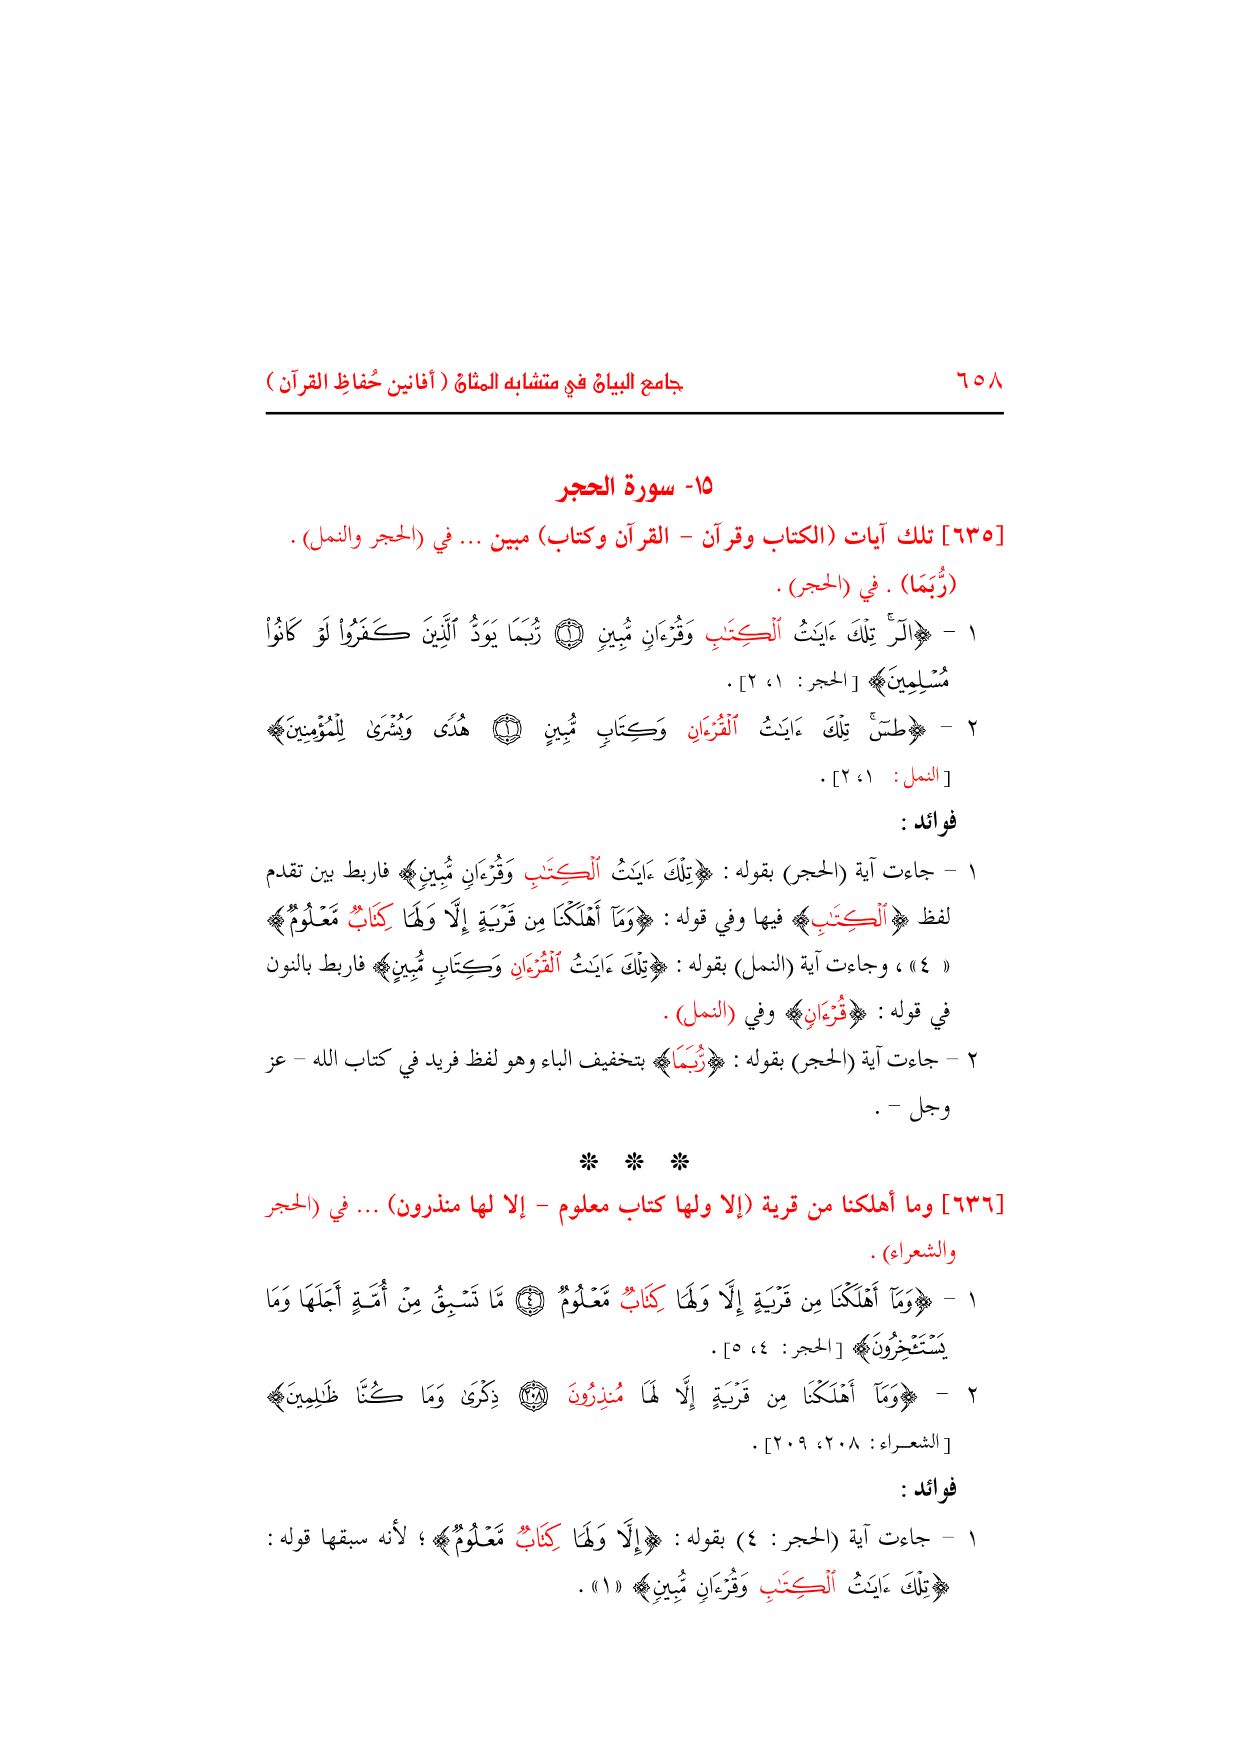 ٦٥٨ جامع البيان في متشابه المثان ( أفانين حُفاظِ القرآن )
١٥- سورة الحجر
[٦٣٥] تلك آيات (الكتاب وقرآن – القرآن وكتاب) مبين ... في (الحجر والنمل) .
(رُّبَمَا) . في (الحجر) .
١ – ﴿الٓرۚ تِلۡكَ ءَايَٰتُ ٱلۡكِتَٰبِ وَقُرۡءَانٖ مُّبِينٖ ١ رُّبَمَا يَوَدُّ ٱلَّذِينَ كَفَرُواْ لَوۡ كَانُواْ
مُسۡلِمِينَ﴾ [الحجر : ١، ٢] .
٢ – ﴿طسٓۚ تِلۡكَ ءَايَٰتُ ٱلۡقُرۡءَانِ وَكِتَابٖ مُّبِينٍ ١ هُدٗى وَبُشۡرَىٰ لِلۡمُؤۡمِنِينَ﴾
[النمل : ١، ٢] .
فوائد :
١ – جاءت آية (الحجر) بقوله : ﴿تِلۡكَ ءَايَٰتُ ٱلۡكِتَٰبِ وَقُرۡءَانٖ مُّبِينٖ﴾ فاربط بين تقدم
لفظ ﴿ٱلۡكِتَٰبِ﴾ فيها وفي قوله : ﴿وَمَآ أَهۡلَكۡنَا مِن قَرۡيَةٍ إِلَّا وَلَهَا كِتَابٞ مَّعۡلُومٞ﴾
«٤» ، وجاءت آية (النمل) بقوله : ﴿تِلۡكَ ءَايَٰتُ ٱلۡقُرۡءَانِ وَكِتَابٖ مُّبِينٍ﴾ فاربط بالنون
في قوله : ﴿قُرۡءَانِ﴾ وفي (النمل) .
٢ – جاءت آية (الحجر) بقوله : ﴿رُّبَمَا﴾ بتخفيف الباء وهو لفظ فريد في كتاب الله – عز
وجل – .
❊ ❊ ❊
[٦٣٦] وما أهلكنا من قرية (إلا ولها كتاب معلوم – إلا لها منذرون) ... في (الحجر
والشعراء) .
١ – ﴿وَمَآ أَهۡلَكۡنَا مِن قَرۡيَةٍ إِلَّا وَلَهَا كِتَابٞ مَّعۡلُومٞ ٤ مَّا تَسۡبِقُ مِنۡ أُمَّةٍ أَجَلَهَا وَمَا
يَسۡتَـٔۡخِرُونَ﴾ [الحجر : ٤، ٥] .
٢ – ﴿وَمَآ أَهۡلَكۡنَا مِن قَرۡيَةٍ إِلَّا لَهَا مُنذِرُونَ ٢٠٨ ذِكۡرَىٰ وَمَا كُنَّا ظَٰلِمِينَ﴾
[الشعراء : ٢٠٨، ٢٠٩] .
فوائد :
١ – جاءت آية (الحجر : ٤) بقوله : ﴿إِلَّا وَلَهَا كِتَابٞ مَّعۡلُومٞ﴾ ؛ لأنه سبقها قوله :
﴿تِلۡكَ ءَايَٰتُ ٱلۡكِتَٰبِ وَقُرۡءَانٖ مُّبِينٖ﴾ «١» .